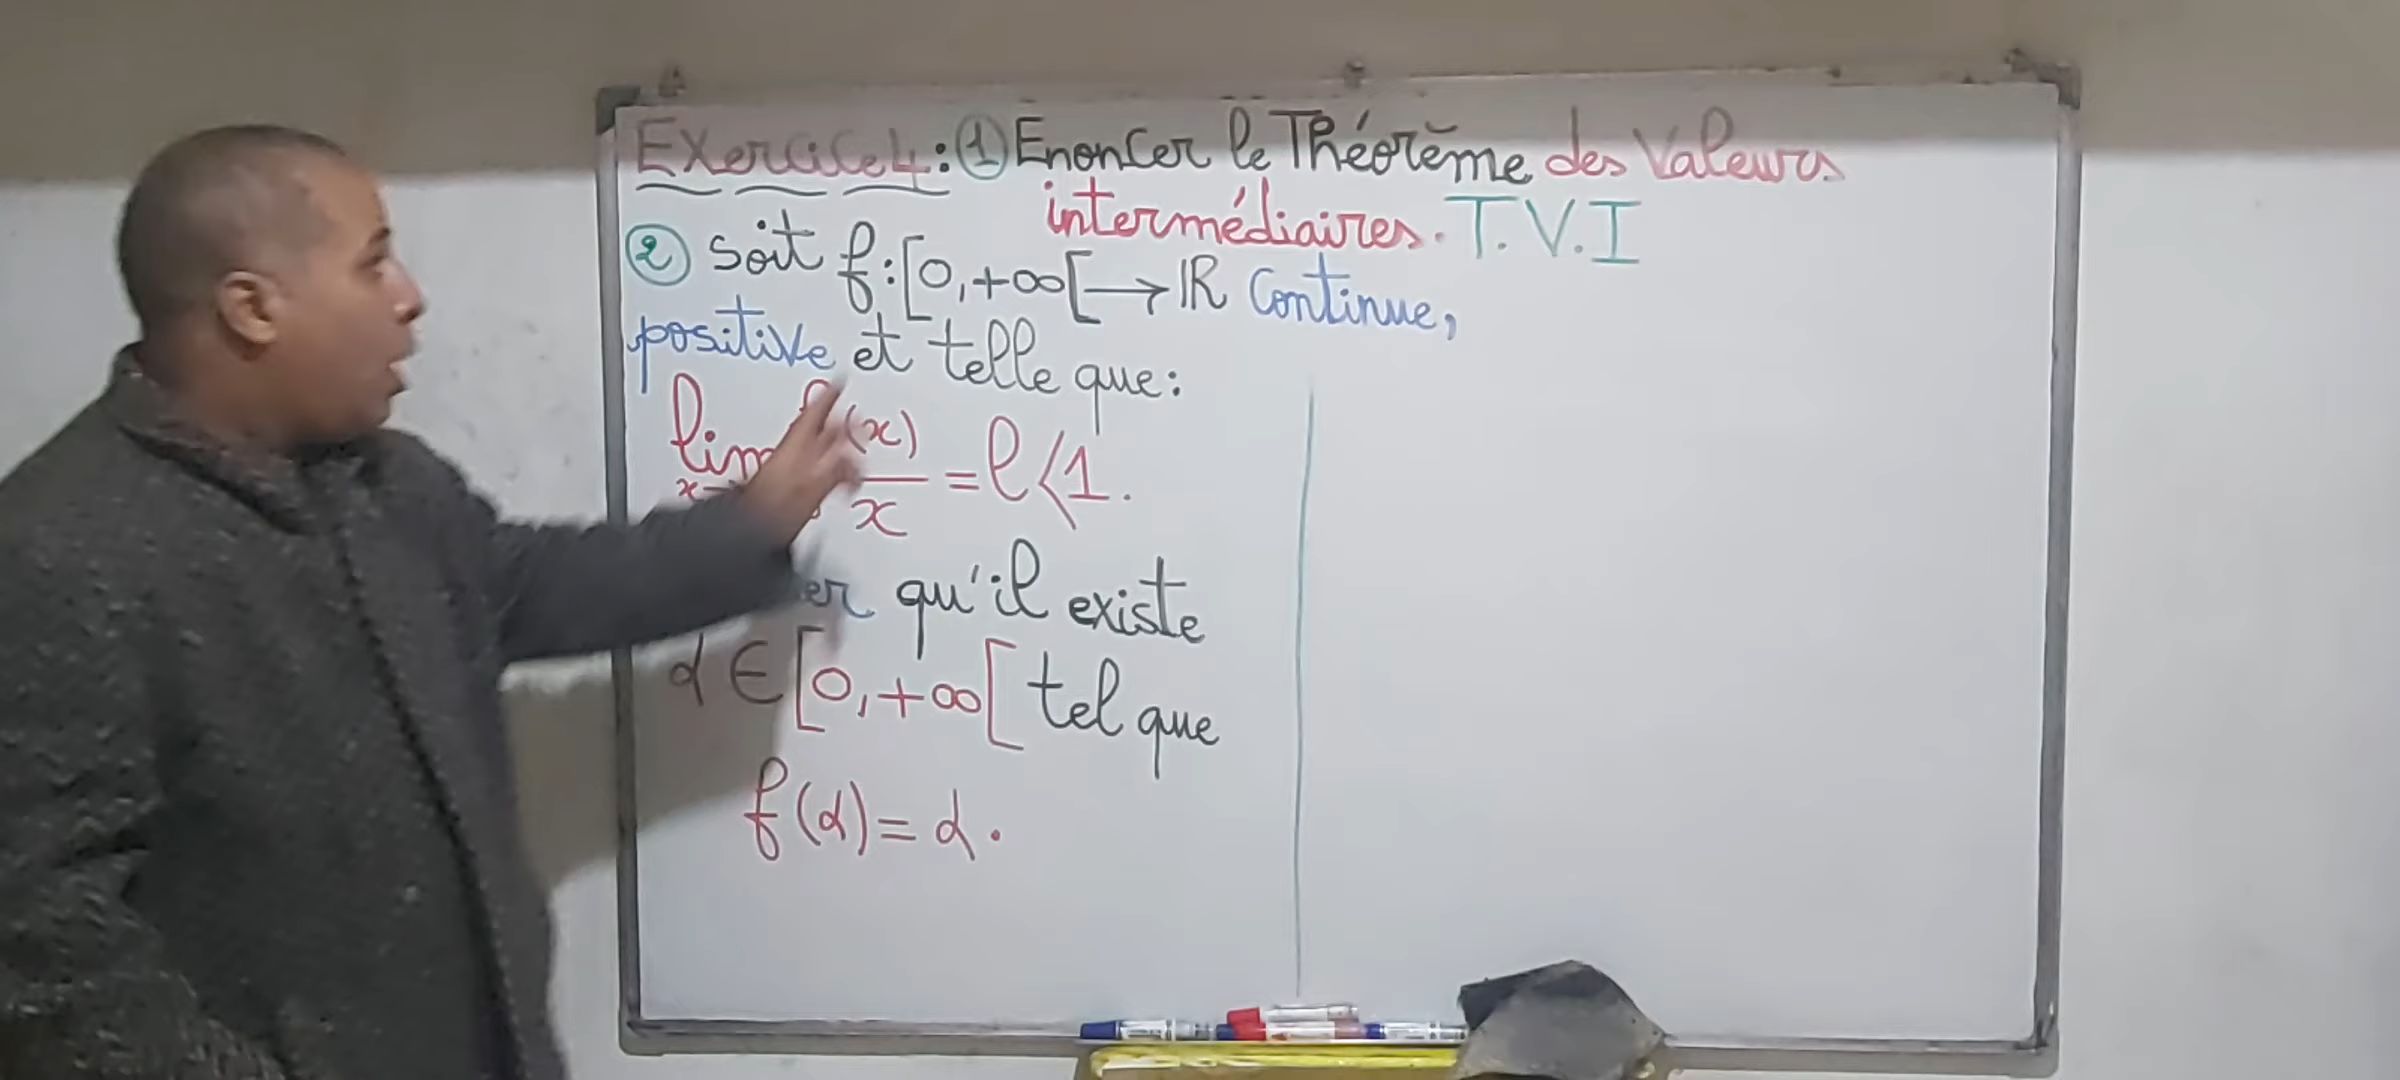 Exercice4: ① Enoncer le Théorème des Valeurs
intermédiaires. T.V.I
② soit f:[0,+∞[→ℝ Continue,
positive et telle que:
lim f(x)/x = l<1.
qu'il existe
α∈[0,+∞[ tel que
f(α)=α.